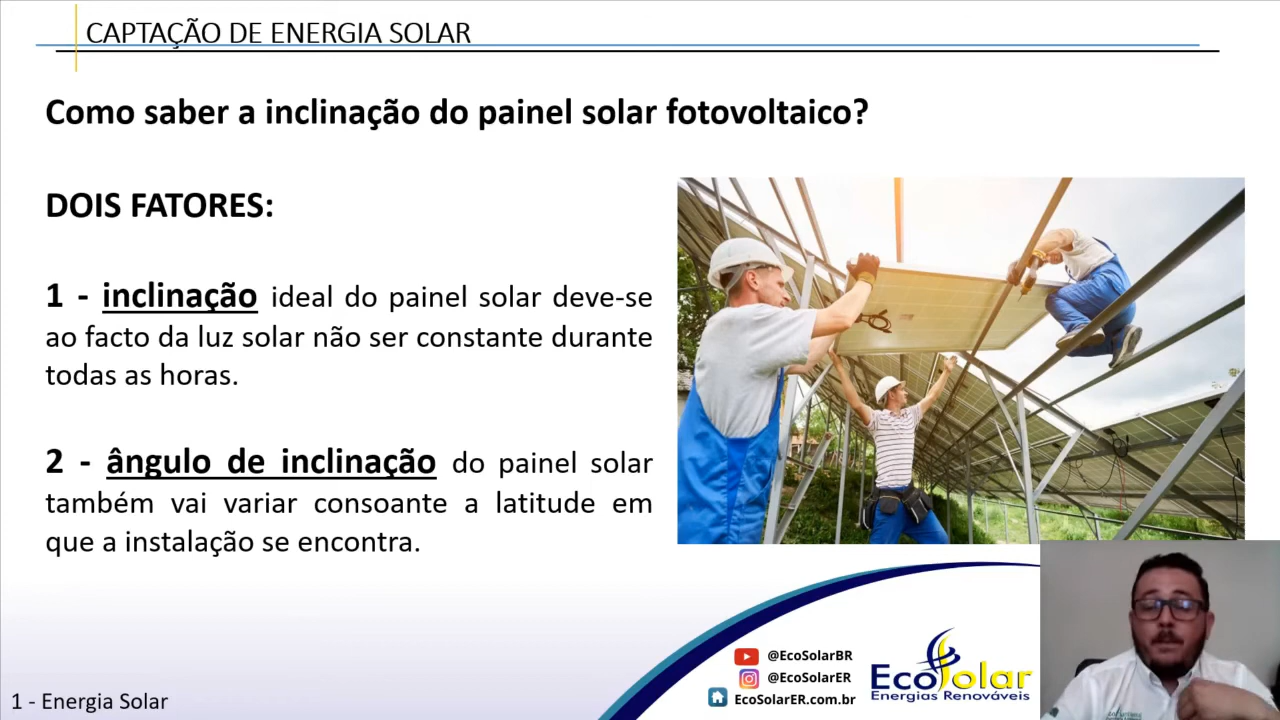 CAPTAÇÃO DE ENERGIA SOLAR
Como saber a inclinação do painel solar fotovoltaico?
DOIS FATORES:
1 - inclinação ideal do painel solar deve-se
ao facto da luz solar não ser constante durante
todas as horas.
2 - ângulo de inclinação do painel solar
também vai variar consoante a latitude em
que a instalação se encontra.
@EcoSolarBR
@EcoSolarER
EcoSolarER.com.br
EcoSolar
Energias Renováveis
1 - Energia Solar